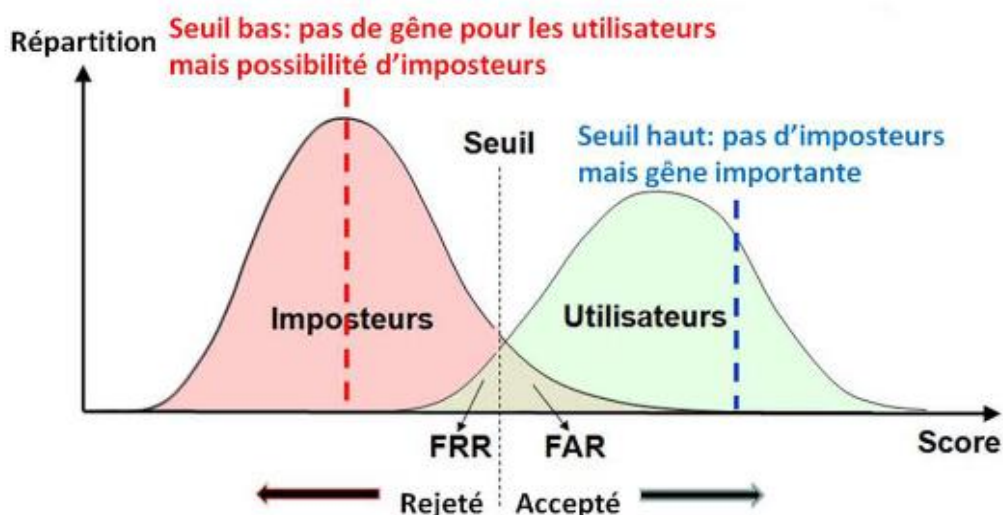 Répartition
Seuil bas: pas de gêne pour les utilisateurs
mais possibilité d'imposteurs
Seuil
Seuil haut: pas d'imposteurs
mais gêne importante
Imposteurs
Utilisateurs
FRR
FAR
Score
Rejeté
Accepté